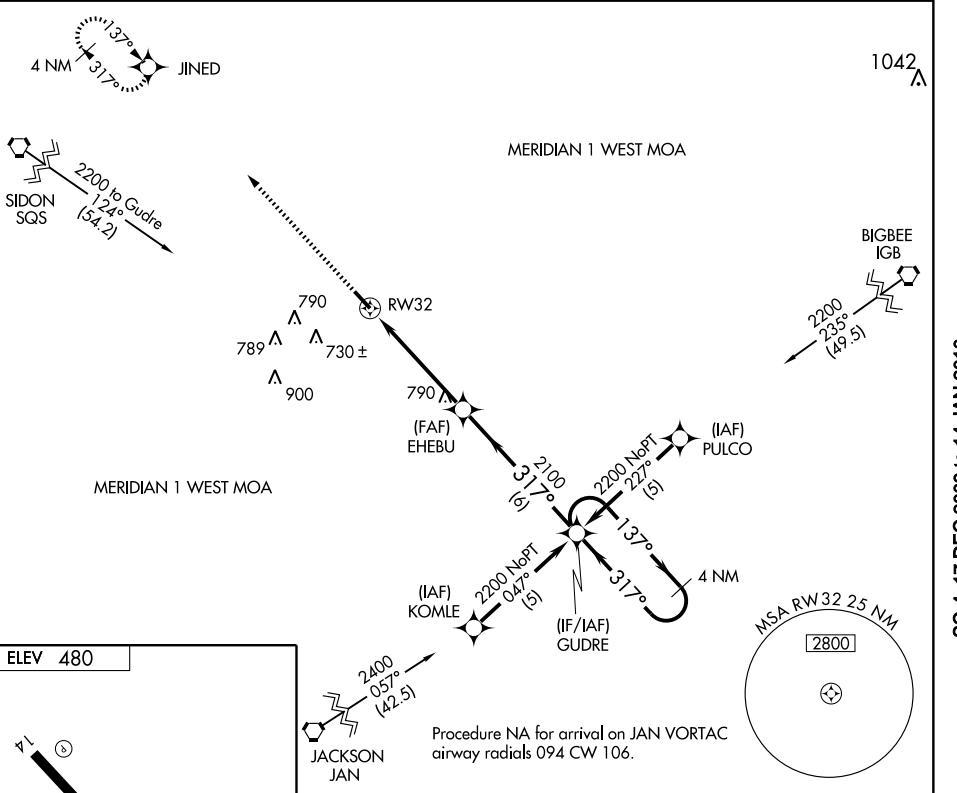 137°
4 NM
317°
JINED
1042
MERIDIAN 1 WEST MOA
SIDON
SQS
2200 to Gudre
124°
(54.2)
BIGBEE
IGB
2200
235°
(49.5)
RW32
790
789
730 ±
900
790
(FAF)
EHEBU
(IAF)
PULCO
2200 NoPT
227°
(5)
2100
317°
(6)
MERIDIAN 1 WEST MOA
137°
317°
4 NM
(IAF)
KOMLE
2200 NoPT
047°
(5)
(IF/IAF)
GUDRE
MSA RW32 25 NM
2800
ELEV 480
2400
057°
(42.5)
JACKSON
JAN
Procedure NA for arrival on JAN VORTAC
airway radials 094 CW 106.
14
P